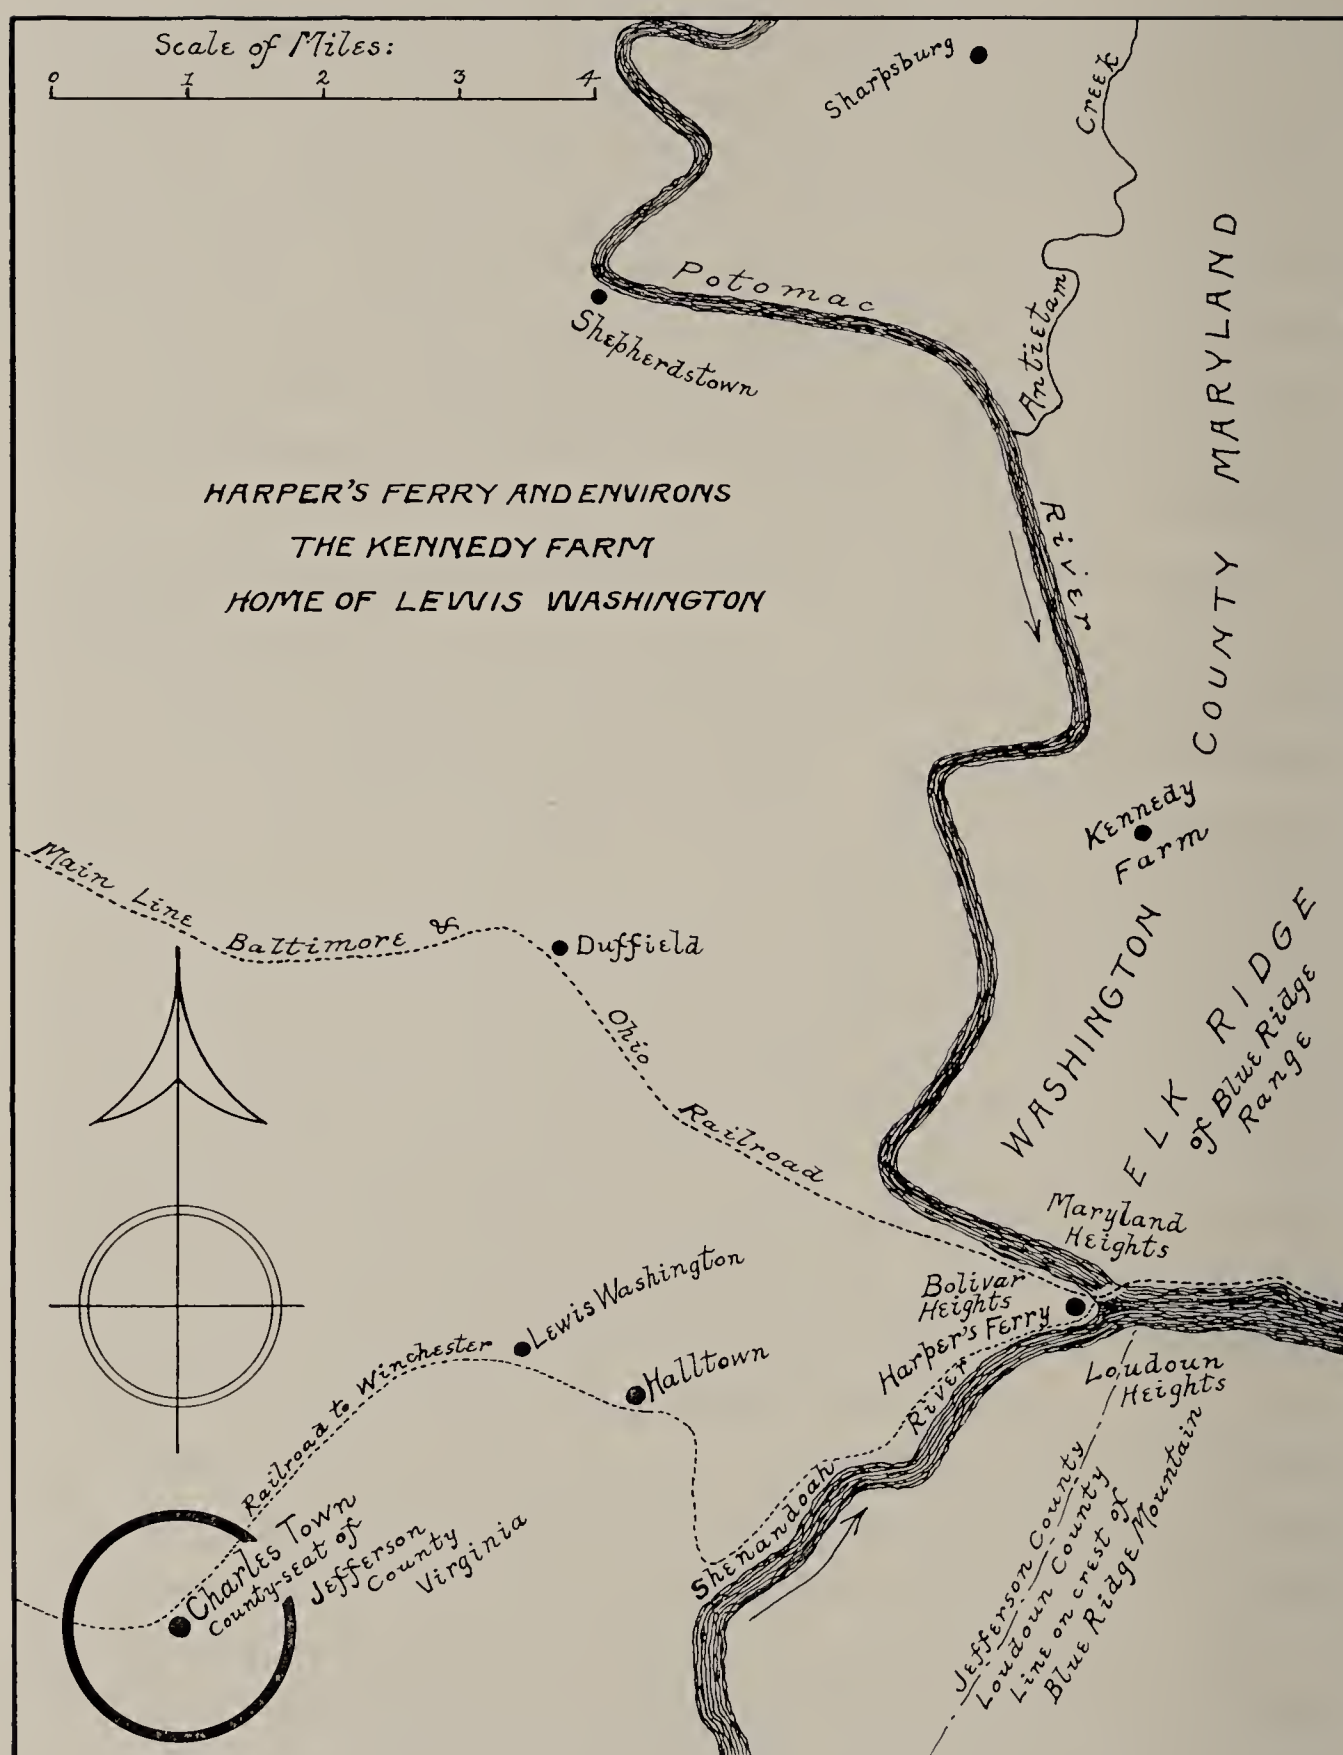 Scale of Miles:
0 1 2 3 4
Sharpsburg
Creek
Antietam
Potomac
River
Shepherdstown
HARPER'S FERRY AND ENVIRONS
THE KENNEDY FARM
HOME OF LEWIS WASHINGTON
WASHINGTON COUNTY MARYLAND
Kennedy
Farm
Main Line Baltimore & Ohio Railroad
Duffield
ELK RIDGE
of Blue Ridge
Range
Maryland
Heights
Bolivar
Heights
Harper's Ferry
Lewis Washington
Halltown
Railroad to Winchester
Shenandoah River
Loudoun
Heights
Charles Town
County-seat of
Jefferson
County
Virginia
Jefferson County
Loudoun County
Line on crest of
Blue Ridge Mountain